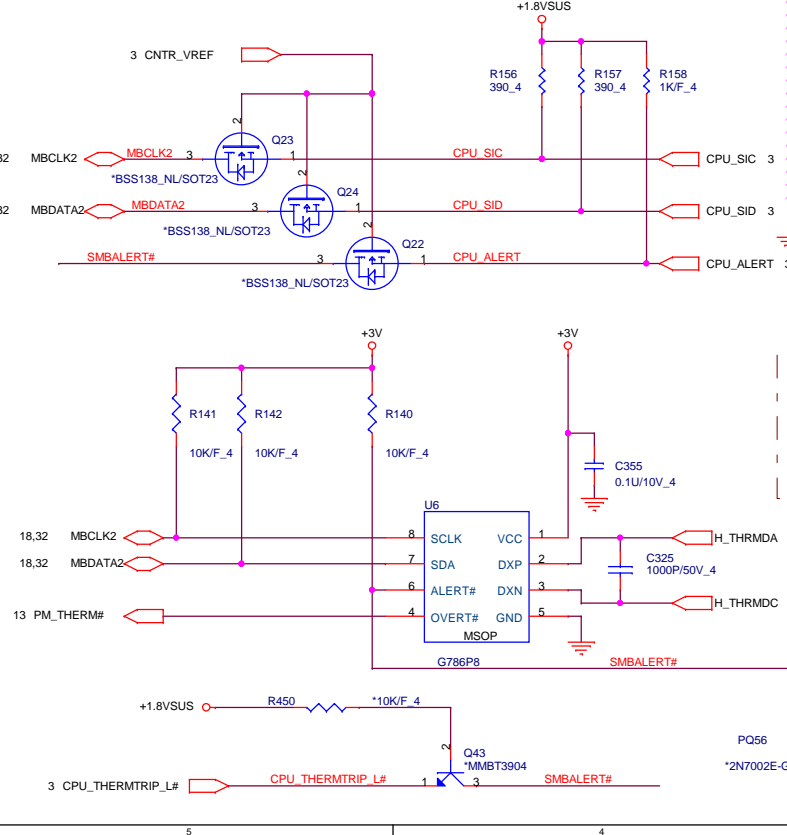 +1.8VSUS
3 CNTR_VREF
R156
390_4
R157
390_4
R158
1K/F_4
2
Q23
32 MBCLK2 MBCLK2 3 1 CPU_SIC CPU_SIC 3
*BSS138_NL/SOT23
2
Q24
32 MBDATA2 MBDATA2 3 1 CPU_SID CPU_SID 3
*BSS138_NL/SOT23
2
Q22
SMBALERT# 3 1 CPU_ALERT CPU_ALERT 3
*BSS138_NL/SOT23
+3V +3V
R141 R142 R140
10K/F_4 10K/F_4 10K/F_4
C355
0.1U/10V_4
U6
18,32 MBCLK2 8 SCLK VCC 1 H_THRMDA
18,32 MBDATA2 7 SDA DXP 2
C325
1000P/50V_4
6 ALERT# DXN 3 H_THRMDC
13 PM_THERM# 4 OVERT# GND 5
MSOP
G786P8 SMBALERT#
+1.8VSUS R450 *10K/F_4
2
Q43
*MMBT3904
PQ56
*2N7002E-G
3 CPU_THERMTRIP_L# CPU_THERMTRIP_L# 1 3 SMBALERT#
5 4